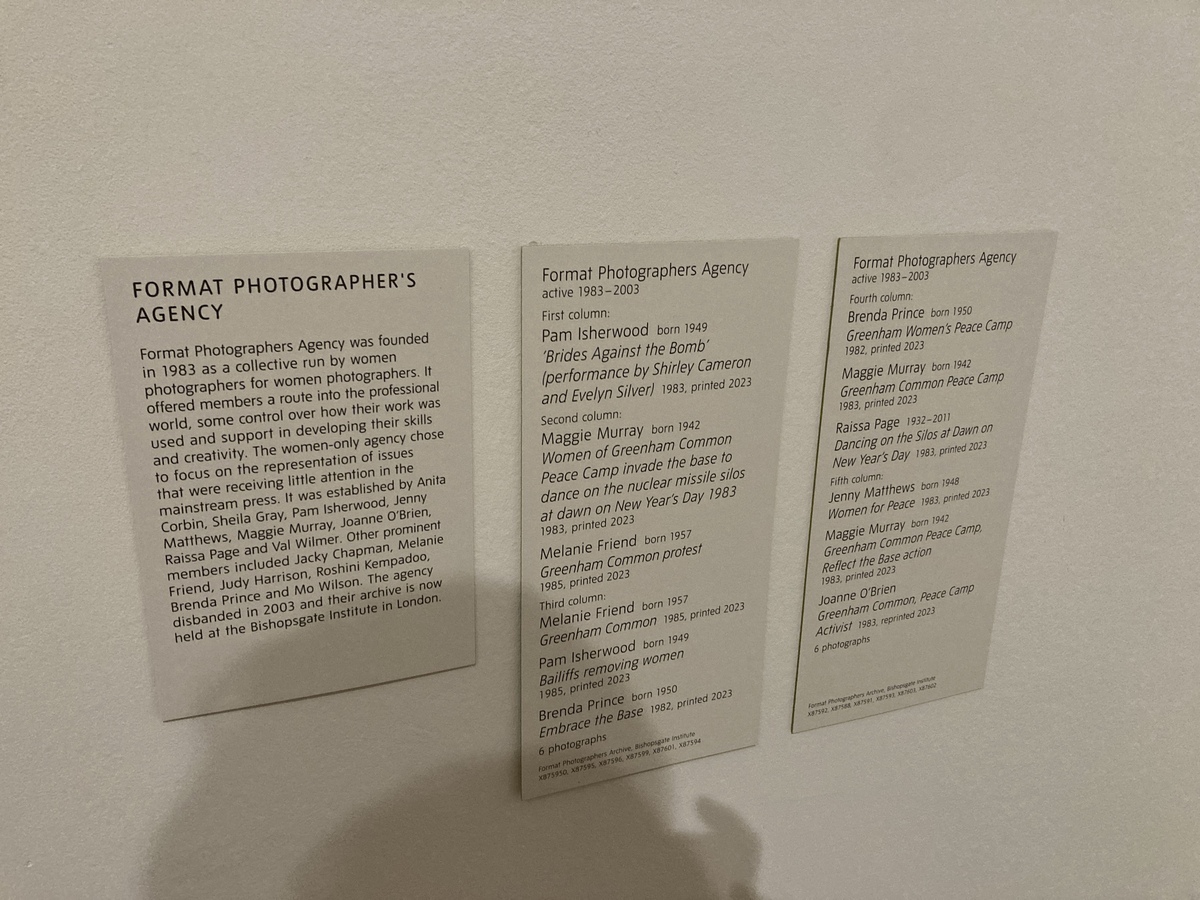 FORMAT PHOTOGRAPHER'S
AGENCY
Format Photographers Agency was founded
in 1983 as a collective run by women
photographers for women photographers. It
offered members a route into the professional
world, some control over how their work was
used and support in developing their skills
and creativity. The women-only agency chose
to focus on the representation of issues
that were receiving little attention in the
mainstream press. It was established by Anita
Corbin, Sheila Gray, Pam Isherwood, Jenny
Matthews, Maggie Murray, Joanne O'Brien,
Raissa Page and Val Wilmer. Other prominent
members included Jacky Chapman, Melanie
Friend, Judy Harrison, Roshini Kempadoo,
Brenda Prince and Mo Wilson. The agency
disbanded in 2003 and their archive is now
held at the Bishopsgate Institute in London.
Format Photographers Agency
active 1983–2003
First column:
Pam Isherwood born 1949
'Brides Against the Bomb'
(performance by Shirley Cameron
and Evelyn Silver) 1983, printed 2023
Second column:
Maggie Murray born 1942
Women of Greenham Common
Peace Camp invade the base to
dance on the nuclear missile silos
at dawn on New Year's Day 1983
1983, printed 2023
Melanie Friend born 1957
Greenham Common protest
1985, printed 2023
Third column:
Melanie Friend born 1957
Greenham Common 1985, printed 2023
Pam Isherwood born 1949
Bailiffs removing women
1985, printed 2023
Brenda Prince born 1950
Embrace the Base 1982, printed 2023
6 photographs
Format Photographers Archive, Bishopsgate Institute
X875950, X87595, X87596, X87599, X87601, X87594
Format Photographers Agency
active 1983–2003
Fourth column:
Brenda Prince born 1950
Greenham Women's Peace Camp
1982, printed 2023
Maggie Murray born 1942
Greenham Common Peace Camp
1983, printed 2023
Raissa Page 1932–2011
Dancing on the Silos at Dawn on
New Year's Day 1983, printed 2023
Fifth column:
Jenny Matthews born 1948
Women for Peace 1983, printed 2023
Maggie Murray born 1942
Greenham Common Peace Camp,
Reflect the Base action
1983, printed 2023
Joanne O'Brien
Greenham Common, Peace Camp
Activist 1983, reprinted 2023
6 photographs
Format Photographers Archive, Bishopsgate Institute
X87592, X87588, X87591, X87593, X87603, X87602